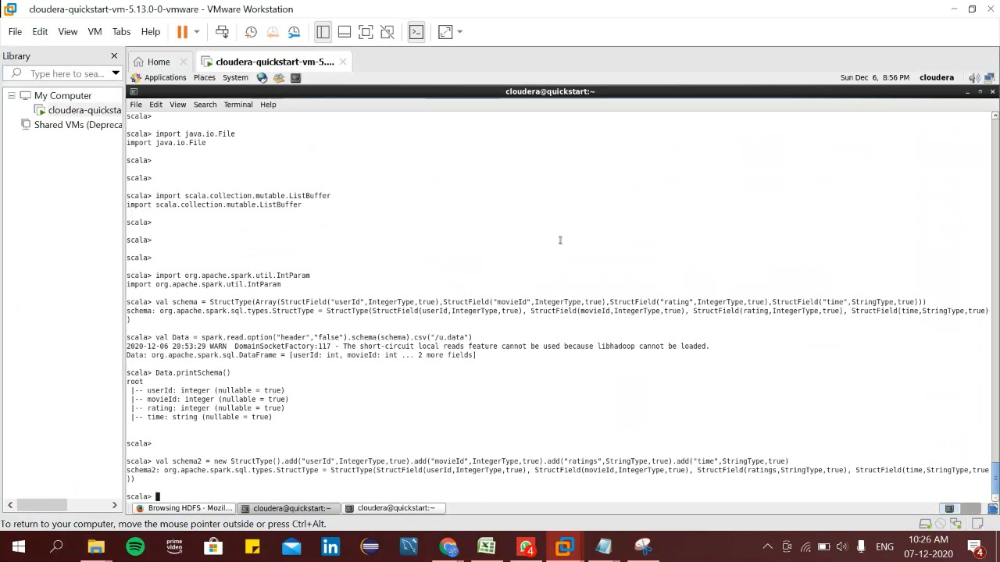 cloudera-quickstart-vm-5.13.0-0-vmware - VMware Workstation
File Edit View VM Tabs Help
Library
Type here to sea...
My Computer
cloudera-quicksta
Shared VMs (Depreca
Home
cloudera-quickstart-vm-5....
Applications Places System
Sun Dec 6, 8:56 PM cloudera
cloudera@quickstart:~
File Edit View Search Terminal Help
scala>
scala> import java.io.File
import java.io.File
scala>
scala>
scala> import scala.collection.mutable.ListBuffer
import scala.collection.mutable.ListBuffer
scala>
scala>
scala>
scala> import org.apache.spark.util.IntParam
import org.apache.spark.util.IntParam
scala> val schema = StructType(Array(StructField("userId",IntegerType,true),StructField("movieId",IntegerType,true),StructField("rating",IntegerType,true),StructField("time",StringType,true)))
schema: org.apache.spark.sql.types.StructType = StructType(StructField(userId,IntegerType,true), StructField(movieId,IntegerType,true), StructField(rating,IntegerType,true), StructField(time,StringType,true)
)
scala> val Data = spark.read.option("header","false").schema(schema).csv("/u.data")
2020-12-06 20:53:29 WARN  DomainSocketFactory:117 - The short-circuit local reads feature cannot be used because libhadoop cannot be loaded.
Data: org.apache.spark.sql.DataFrame = [userId: int, movieId: int ... 2 more fields]
scala> Data.printSchema()
root
|-- userId: integer (nullable = true)
|-- movieId: integer (nullable = true)
|-- rating: integer (nullable = true)
|-- time: string (nullable = true)
scala>
scala> val schema2 = new StructType().add("userId",IntegerType,true).add("movieId",IntegerType,true).add("ratings",StringType,true).add("time",StringType,true)
schema2: org.apache.spark.sql.types.StructType = StructType(StructField(userId,IntegerType,true), StructField(movieId,IntegerType,true), StructField(ratings,StringType,true), StructField(time,StringType,true
))
scala>
Browsing HDFS - Mozil...
cloudera@quickstart:~
cloudera@quickstart:~
To return to your computer, move the mouse pointer outside or press Ctrl+Alt.
prime video
4
ENG
10:26 AM
07-12-2020
4